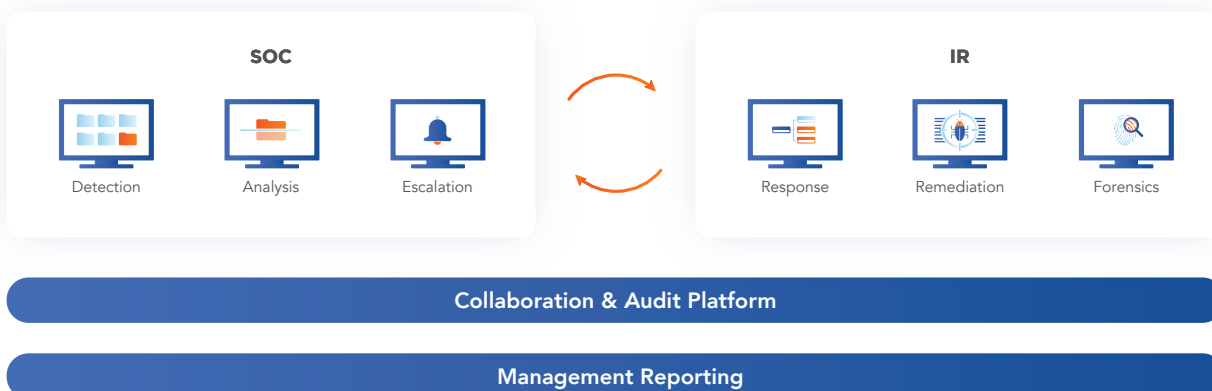 SOC
Detection
Analysis
Escalation
IR
Response
Remediation
Forensics
Collaboration & Audit Platform
Management Reporting